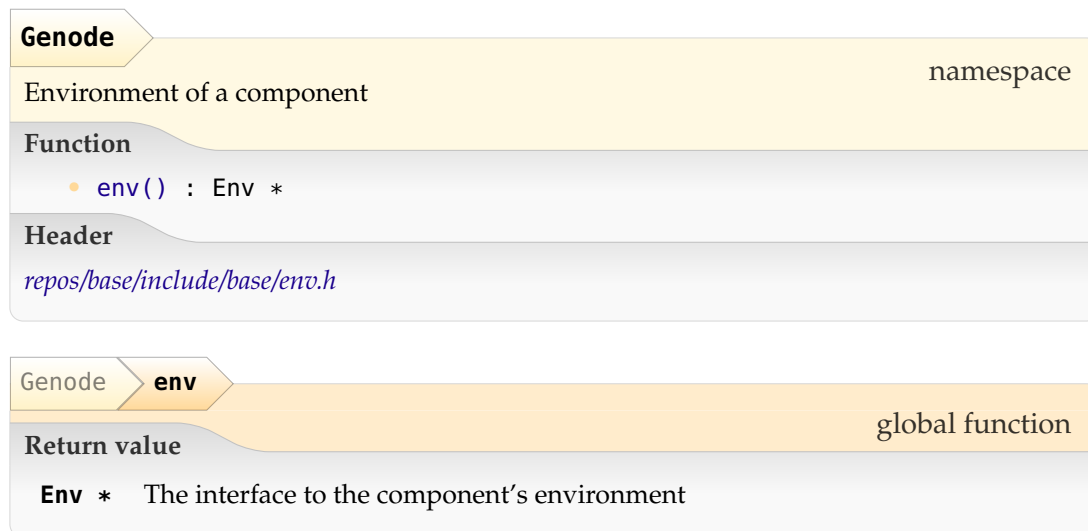 Genode
namespace
Environment of a component
Function
• env() : Env *
Header
repos/base/include/base/env.h
Genode env
global function
Return value
Env * The interface to the component's environment